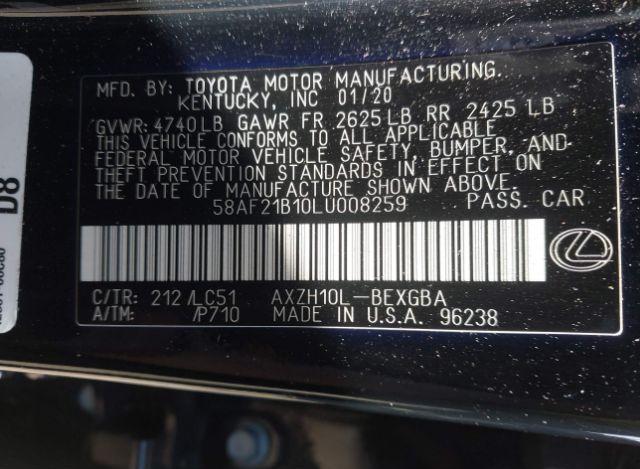 MFD. BY: TOYOTA MOTOR MANUFACTURING.
KENTUCKY, INC 01/20
GVWR: 4740LB GAWR FR 2625LB RR 2425LB
THIS VEHICLE CONFORMS TO ALL APPLICABLE
FEDERAL MOTOR VEHICLE SAFETY, BUMPER, AND
THEFT PREVENTION STANDARDS IN EFFECT ON
THE DATE OF MANUFACTURE SHOWN ABOVE.
58AF21B10LU008259 PASS. CAR
C/TR: 212 /LC51 AXZH10L-BEXGBA
A/TM: /P710 MADE IN U.S.A. 96238
D8